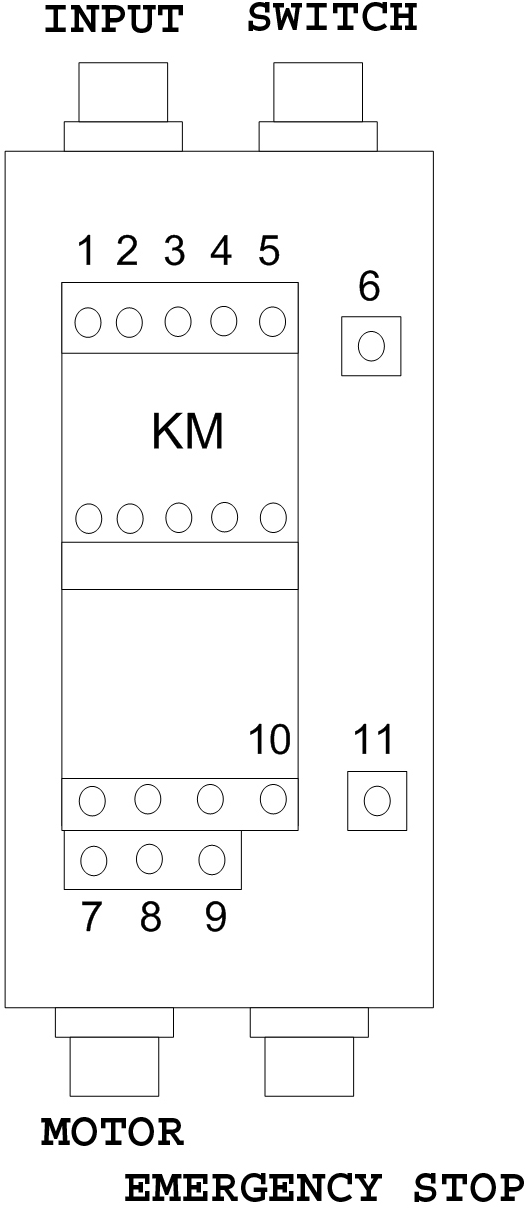 INPUT SWITCH
1 2 3 4 5
6
KM
10 11
7 8 9
MOTOR
EMERGENCY STOP